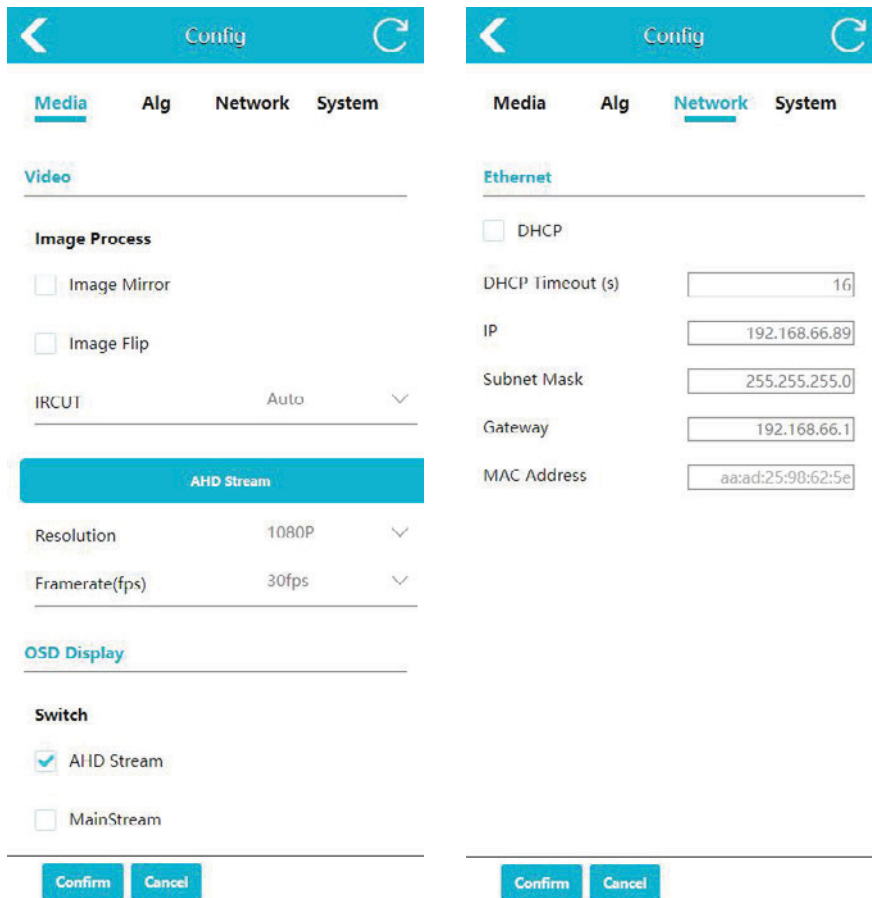 Config
Media Alg Network System
Video
Image Process
Image Mirror
Image Flip
IRCUT Auto
AHD Stream
Resolution 1080P
Framerate(fps) 30fps
OSD Display
Switch
AHD Stream
MainStream
Confirm Cancel
Config
Media Alg Network System
Ethernet
DHCP
DHCP Timeout (s) 16
IP 192.168.66.89
Subnet Mask 255.255.255.0
Gateway 192.168.66.1
MAC Address aa:ad:25:98:62:5e
Confirm Cancel